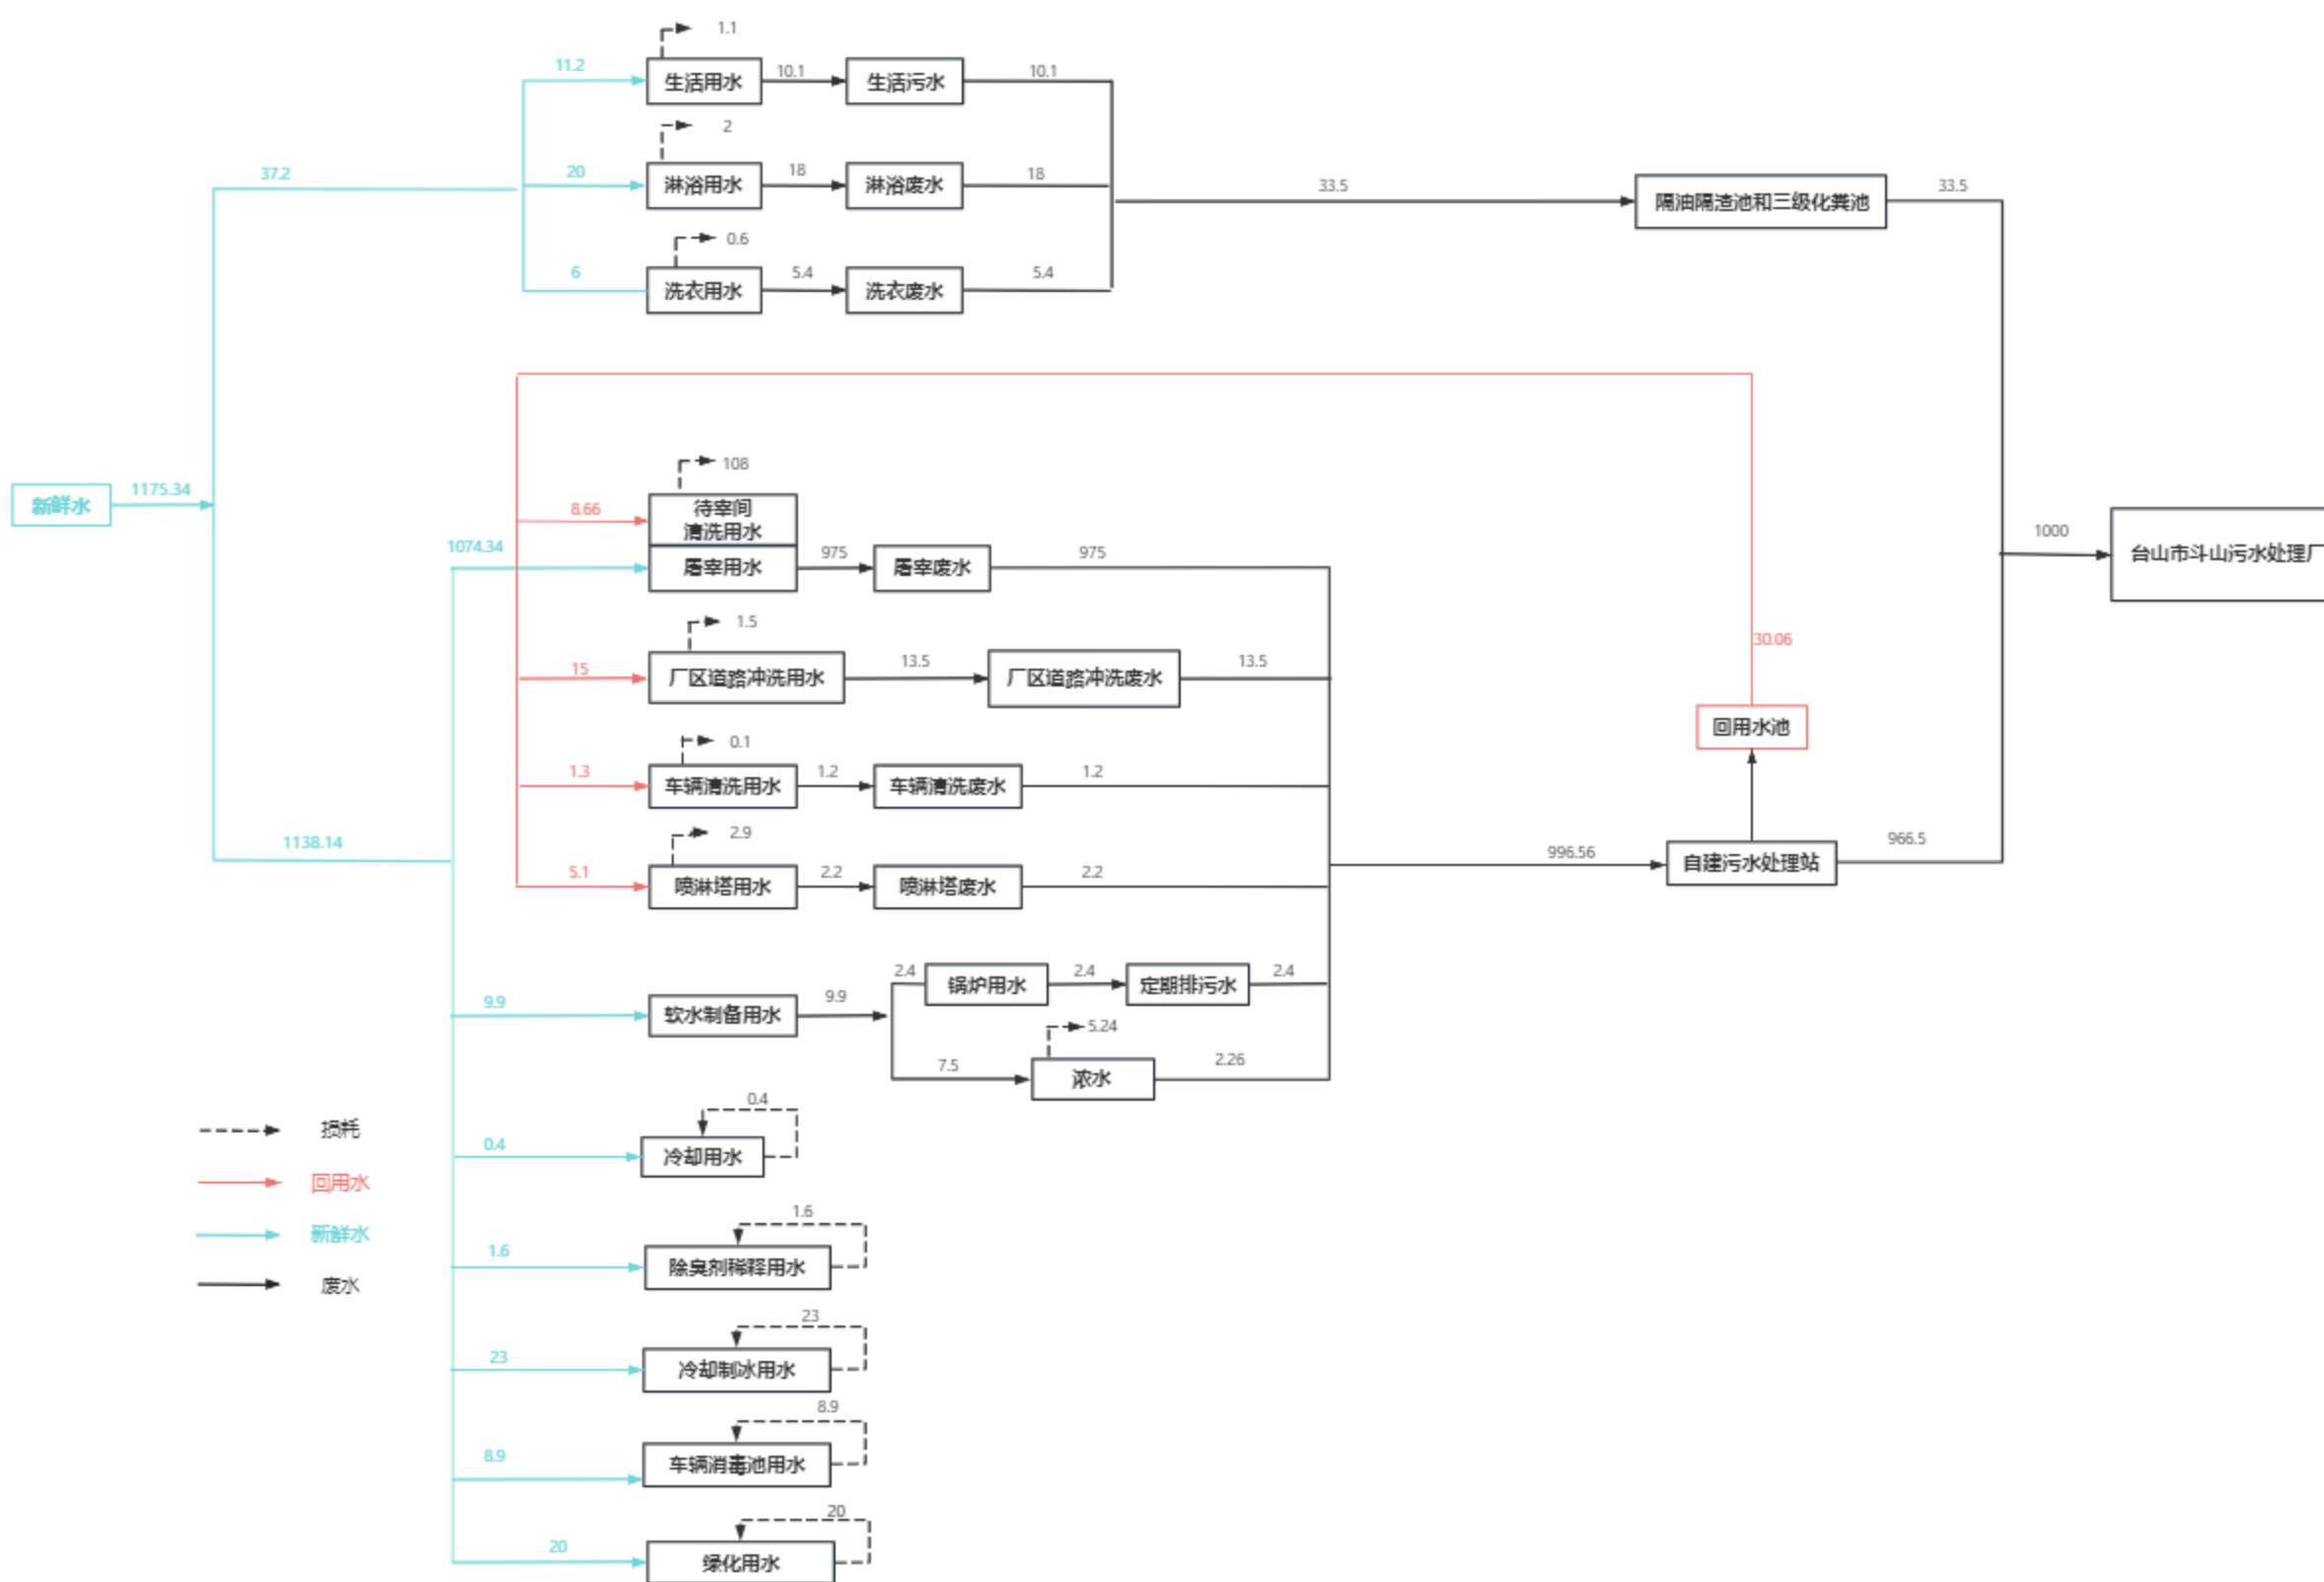 1.1
11.2
生活用水
10.1
生活污水
10.1
2
37.2
20
淋浴用水
18
淋浴废水
18
33.5
隔油隔渣池和三级化粪池
33.5
0.6
6
洗衣用水
5.4
洗衣废水
5.4
108
新鲜水
1175.34
8.66
待宰间
清洗用水
1074.34
屠宰用水
975
屠宰废水
975
1000
台山市斗山污水处理厂
1.5
15
厂区道路冲洗用水
13.5
厂区道路冲洗废水
13.5
30.06
回用水池
0.1
1.3
车辆清洗用水
1.2
车辆清洗废水
1.2
2.9
1138.14
5.1
喷淋塔用水
2.2
喷淋塔废水
2.2
996.56
自建污水处理站
966.5
2.4
锅炉用水
2.4
定期排污水
2.4
9.9
软水制备用水
9.9
5.24
7.5
浓水
2.26
0.4
0.4
冷却用水
损耗
回用水
新鲜水
废水
1.6
1.6
除臭剂稀释用水
23
23
冷却制冰用水
8.9
8.9
车辆消毒池用水
20
20
绿化用水